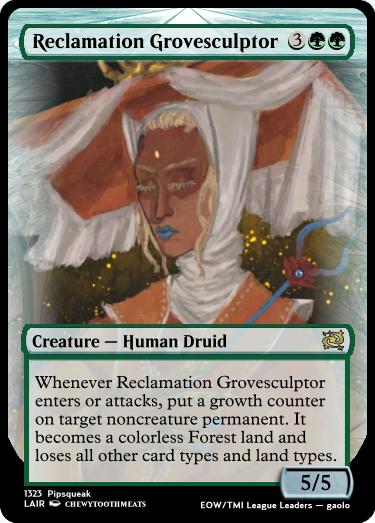 Reclamation Grovesculptor 3
Creature — Human Druid
Whenever Reclamation Grovesculptor
enters or attacks, put a growth counter
on target noncreature permanent. It
becomes a colorless Forest land and
loses all other card types and land types.
5/5
1323 Pipsqueak
LAIR CHEWYTOOTHMEATS
EOW/TMI League Leaders — gaolo